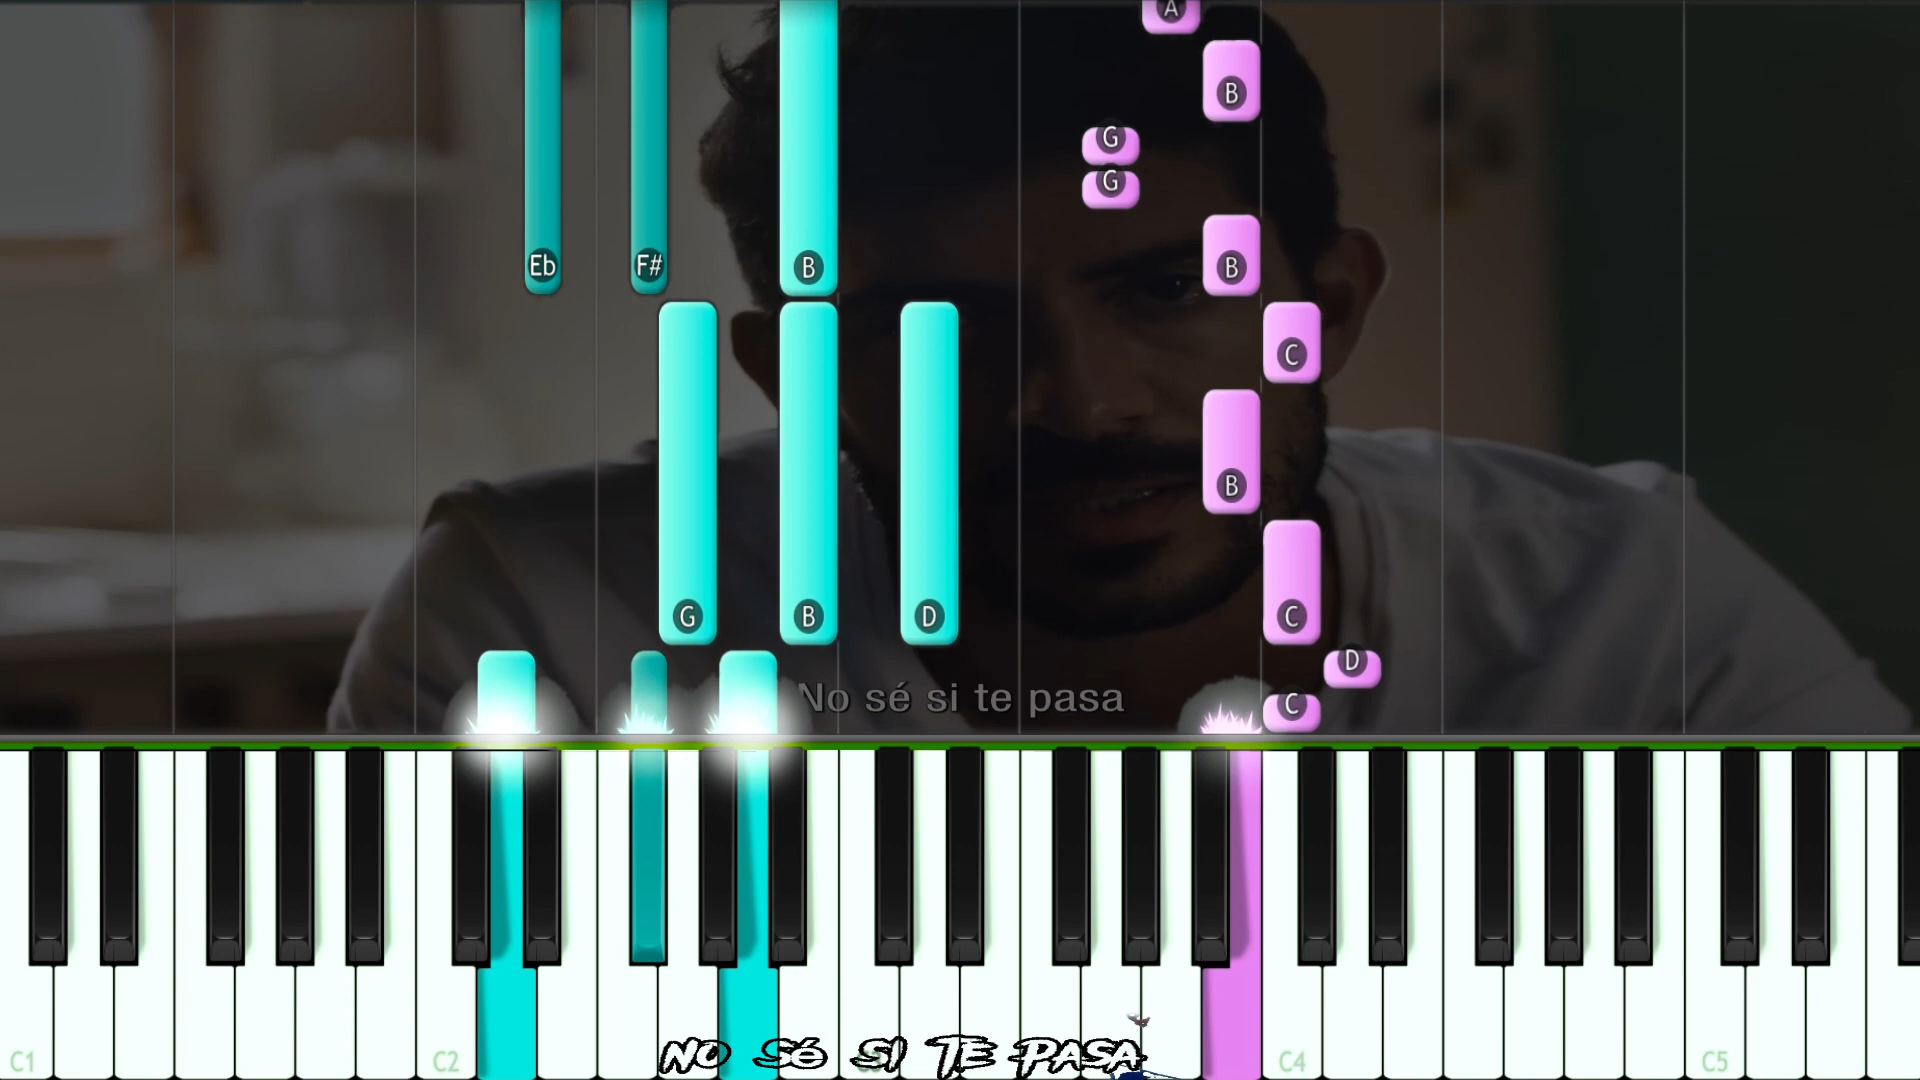 A
B
G
G
Eb F# B B
C
B
G B D C
D
No sé si te pasa C
C1 C2 C4 C5
NO Sé SI TE PASA